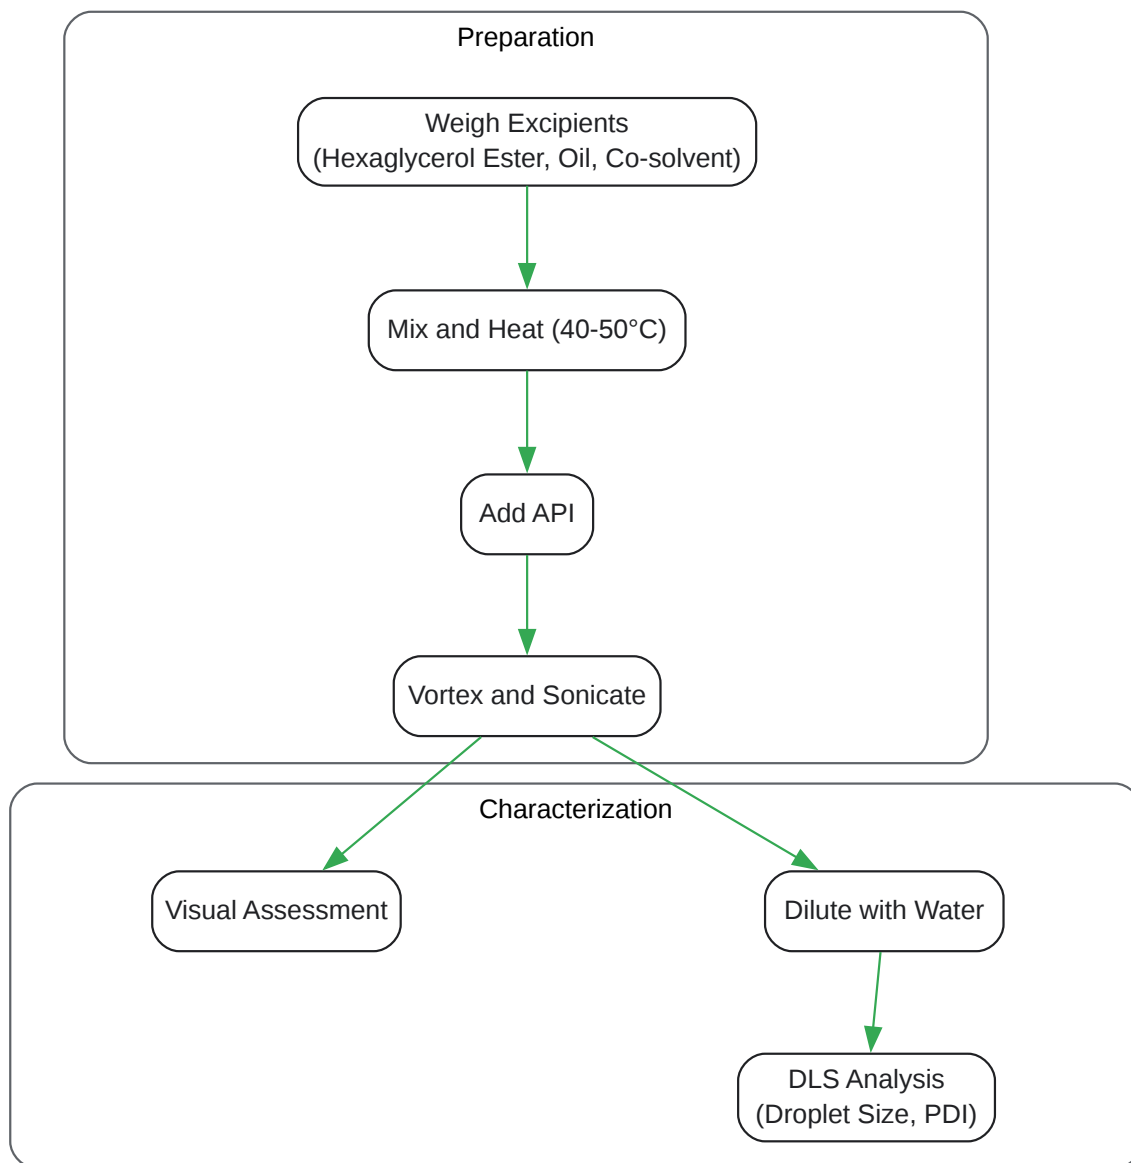 Preparation
Weigh Excipients
(Hexaglycerol Ester, Oil, Co-solvent)
Mix and Heat (40-50°C)
Add API
Vortex and Sonicate
Characterization
Visual Assessment
Dilute with Water
DLS Analysis
(Droplet Size, PDI)